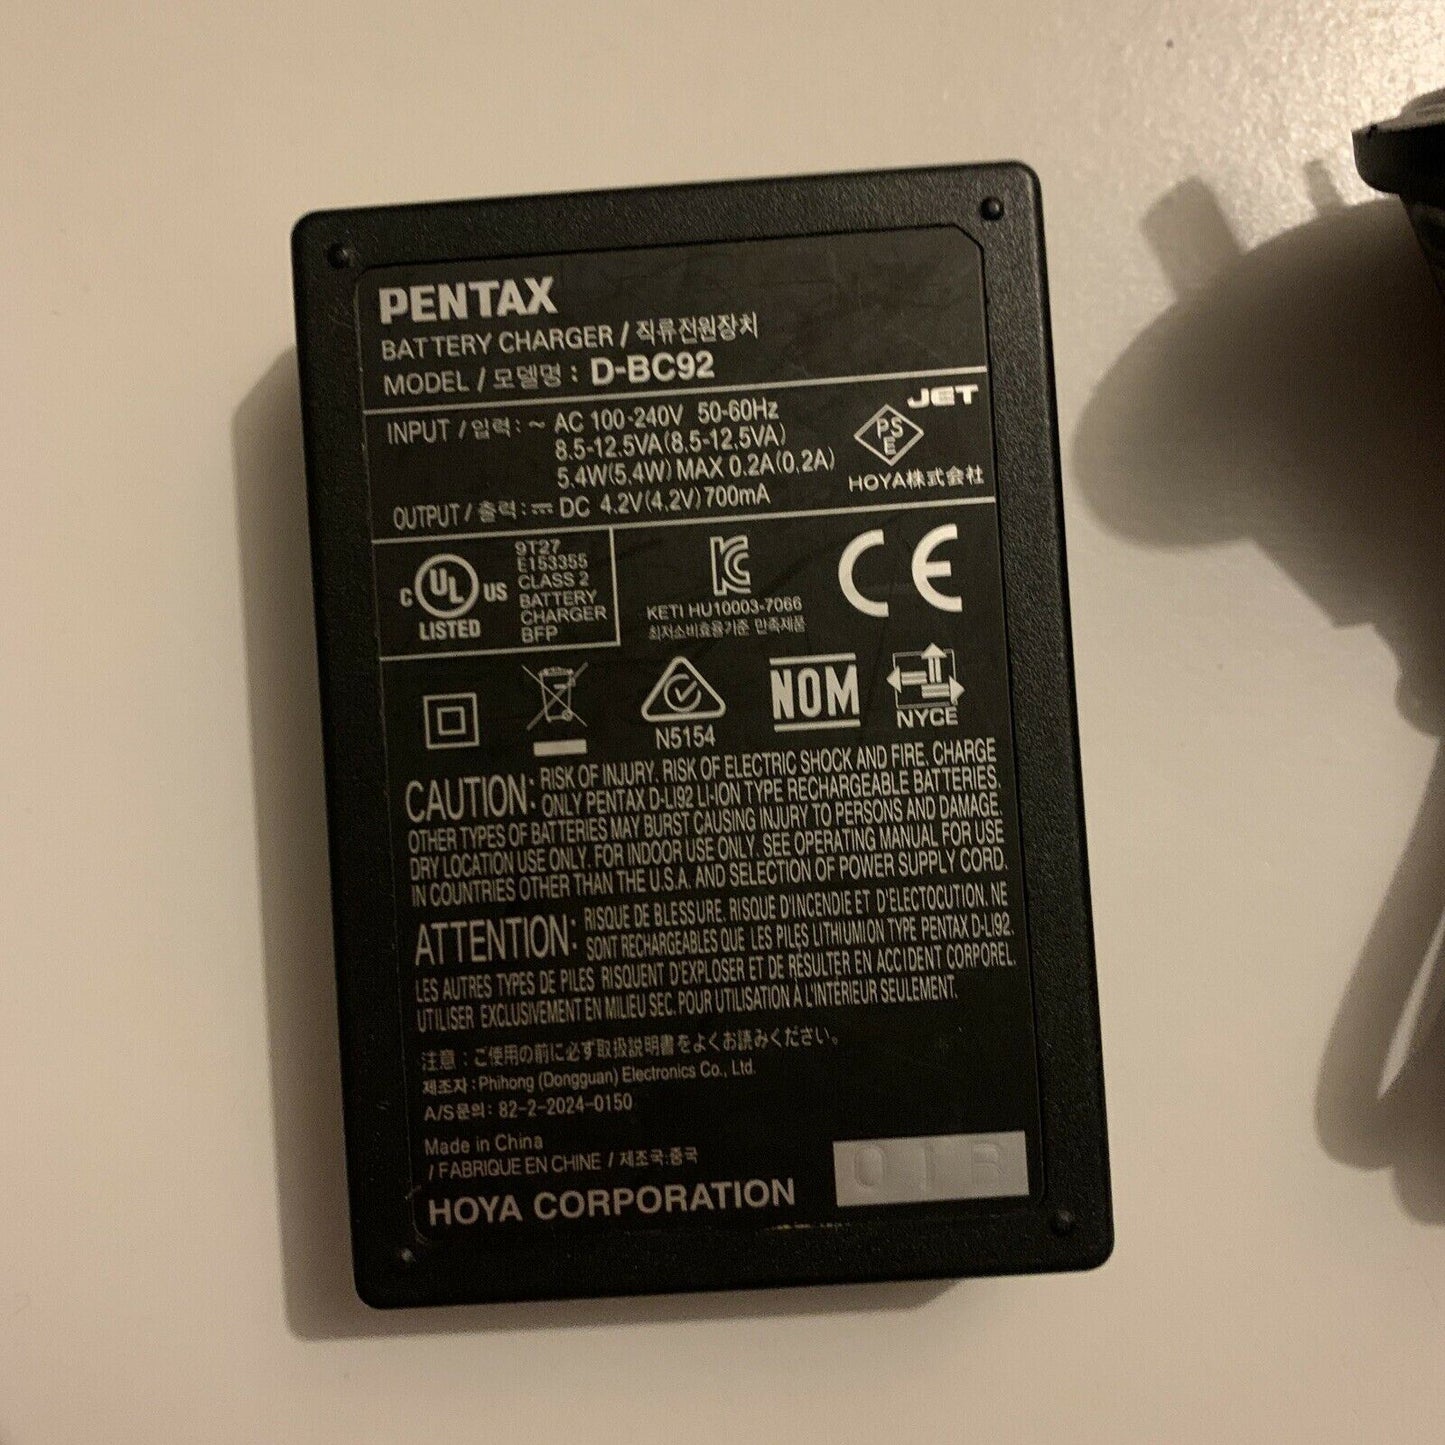 PENTAX
BATTERY CHARGER / 직류전원장치
MODEL / 모델명 : D-BC92
INPUT / 입력 : ~ AC 100-240V 50-60Hz
8.5-12.5VA(8.5-12.5VA)
5.4W(5.4W) MAX 0.2A(0.2A)
OUTPUT / 출력 : ⎓ DC 4.2V(4.2V)700mA
JET
PS
E
HOYA株式会社
C UL US
LISTED
9T27
E153355
CLASS 2
BATTERY
CHARGER
BFP
KETI HU10003-7066
최저소비효율기준 만족제품
CE
N5154
NOM
NYCE
CAUTION: RISK OF INJURY. RISK OF ELECTRIC SHOCK AND FIRE. CHARGE
ONLY PENTAX D-LI92 LI-ION TYPE RECHARGEABLE BATTERIES.
OTHER TYPES OF BATTERIES MAY BURST CAUSING INJURY TO PERSONS AND DAMAGE.
DRY LOCATION USE ONLY. FOR INDOOR USE ONLY. SEE OPERATING MANUAL FOR USE
IN COUNTRIES OTHER THAN THE U.S.A. AND SELECTION OF POWER SUPPLY CORD.
ATTENTION: RISQUE DE BLESSURE. RISQUE D'INCENDIE ET D'ELECTOCUTION. NE
SONT RECHARGEABLES QUE LES PILES LITHIUMION TYPE PENTAX D-LI92.
LES AUTRES TYPES DE PILES RISQUENT D'EXPLOSER ET DE RÉSULTER EN ACCIDENT CORPOREL.
UTILISER EXCLUSIVEMENT EN MILIEU SEC. POUR UTILISATION À L'INTERIEUR SEULEMENT.
注意 : ご使用の前に必ず取扱説明書をよくお読みください。
제조자 : Phihong (Dongguan) Electronics Co., Ltd.
A/S문의 : 82-2-2024-0150
Made in China
/ FABRIQUE EN CHINE / 제조국:중국
HOYA CORPORATION